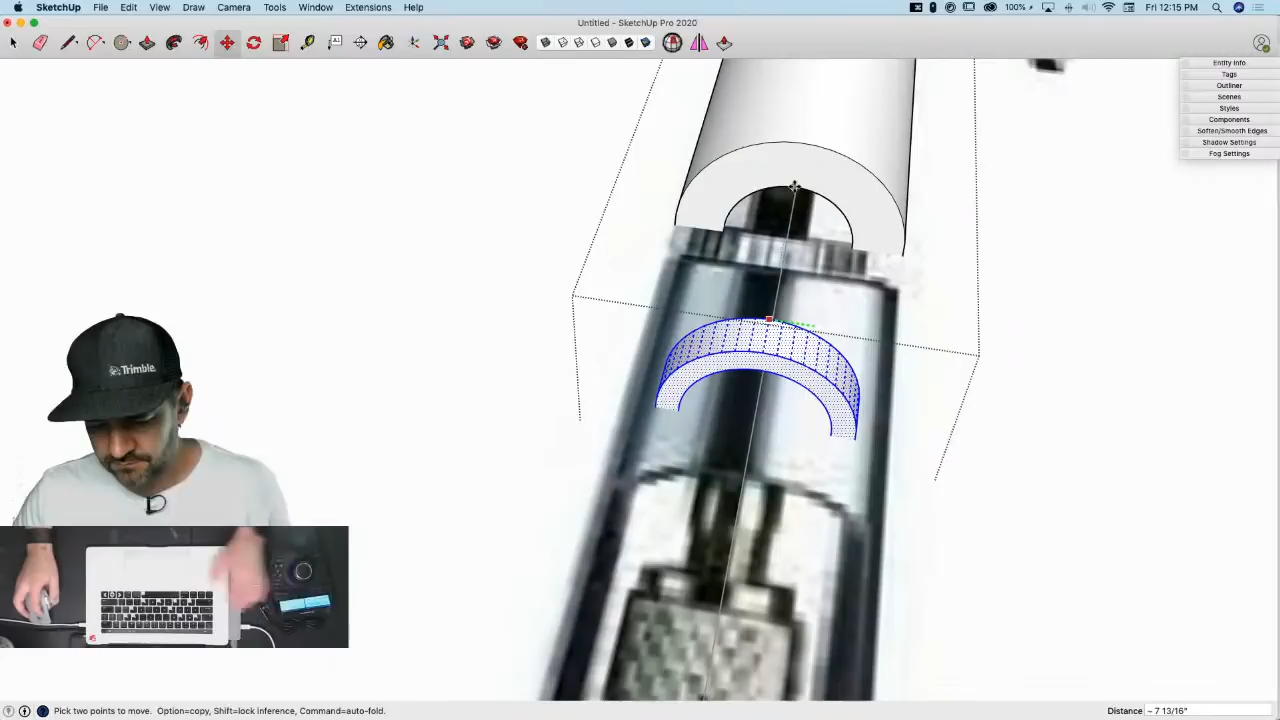 SketchUp File Edit View Draw Camera Tools Window Extensions Help
100% Fri 12:15 PM
Untitled - SketchUp Pro 2020
Entity Info
Tags
Outliner
Scenes
Styles
Components
Soften/Smooth Edges
Shadow Settings
Fog Settings
Trimble.
Pick two points to move. Option=copy, Shift=lock inference, Command=auto-fold.
Distance ~ 7 13/16"